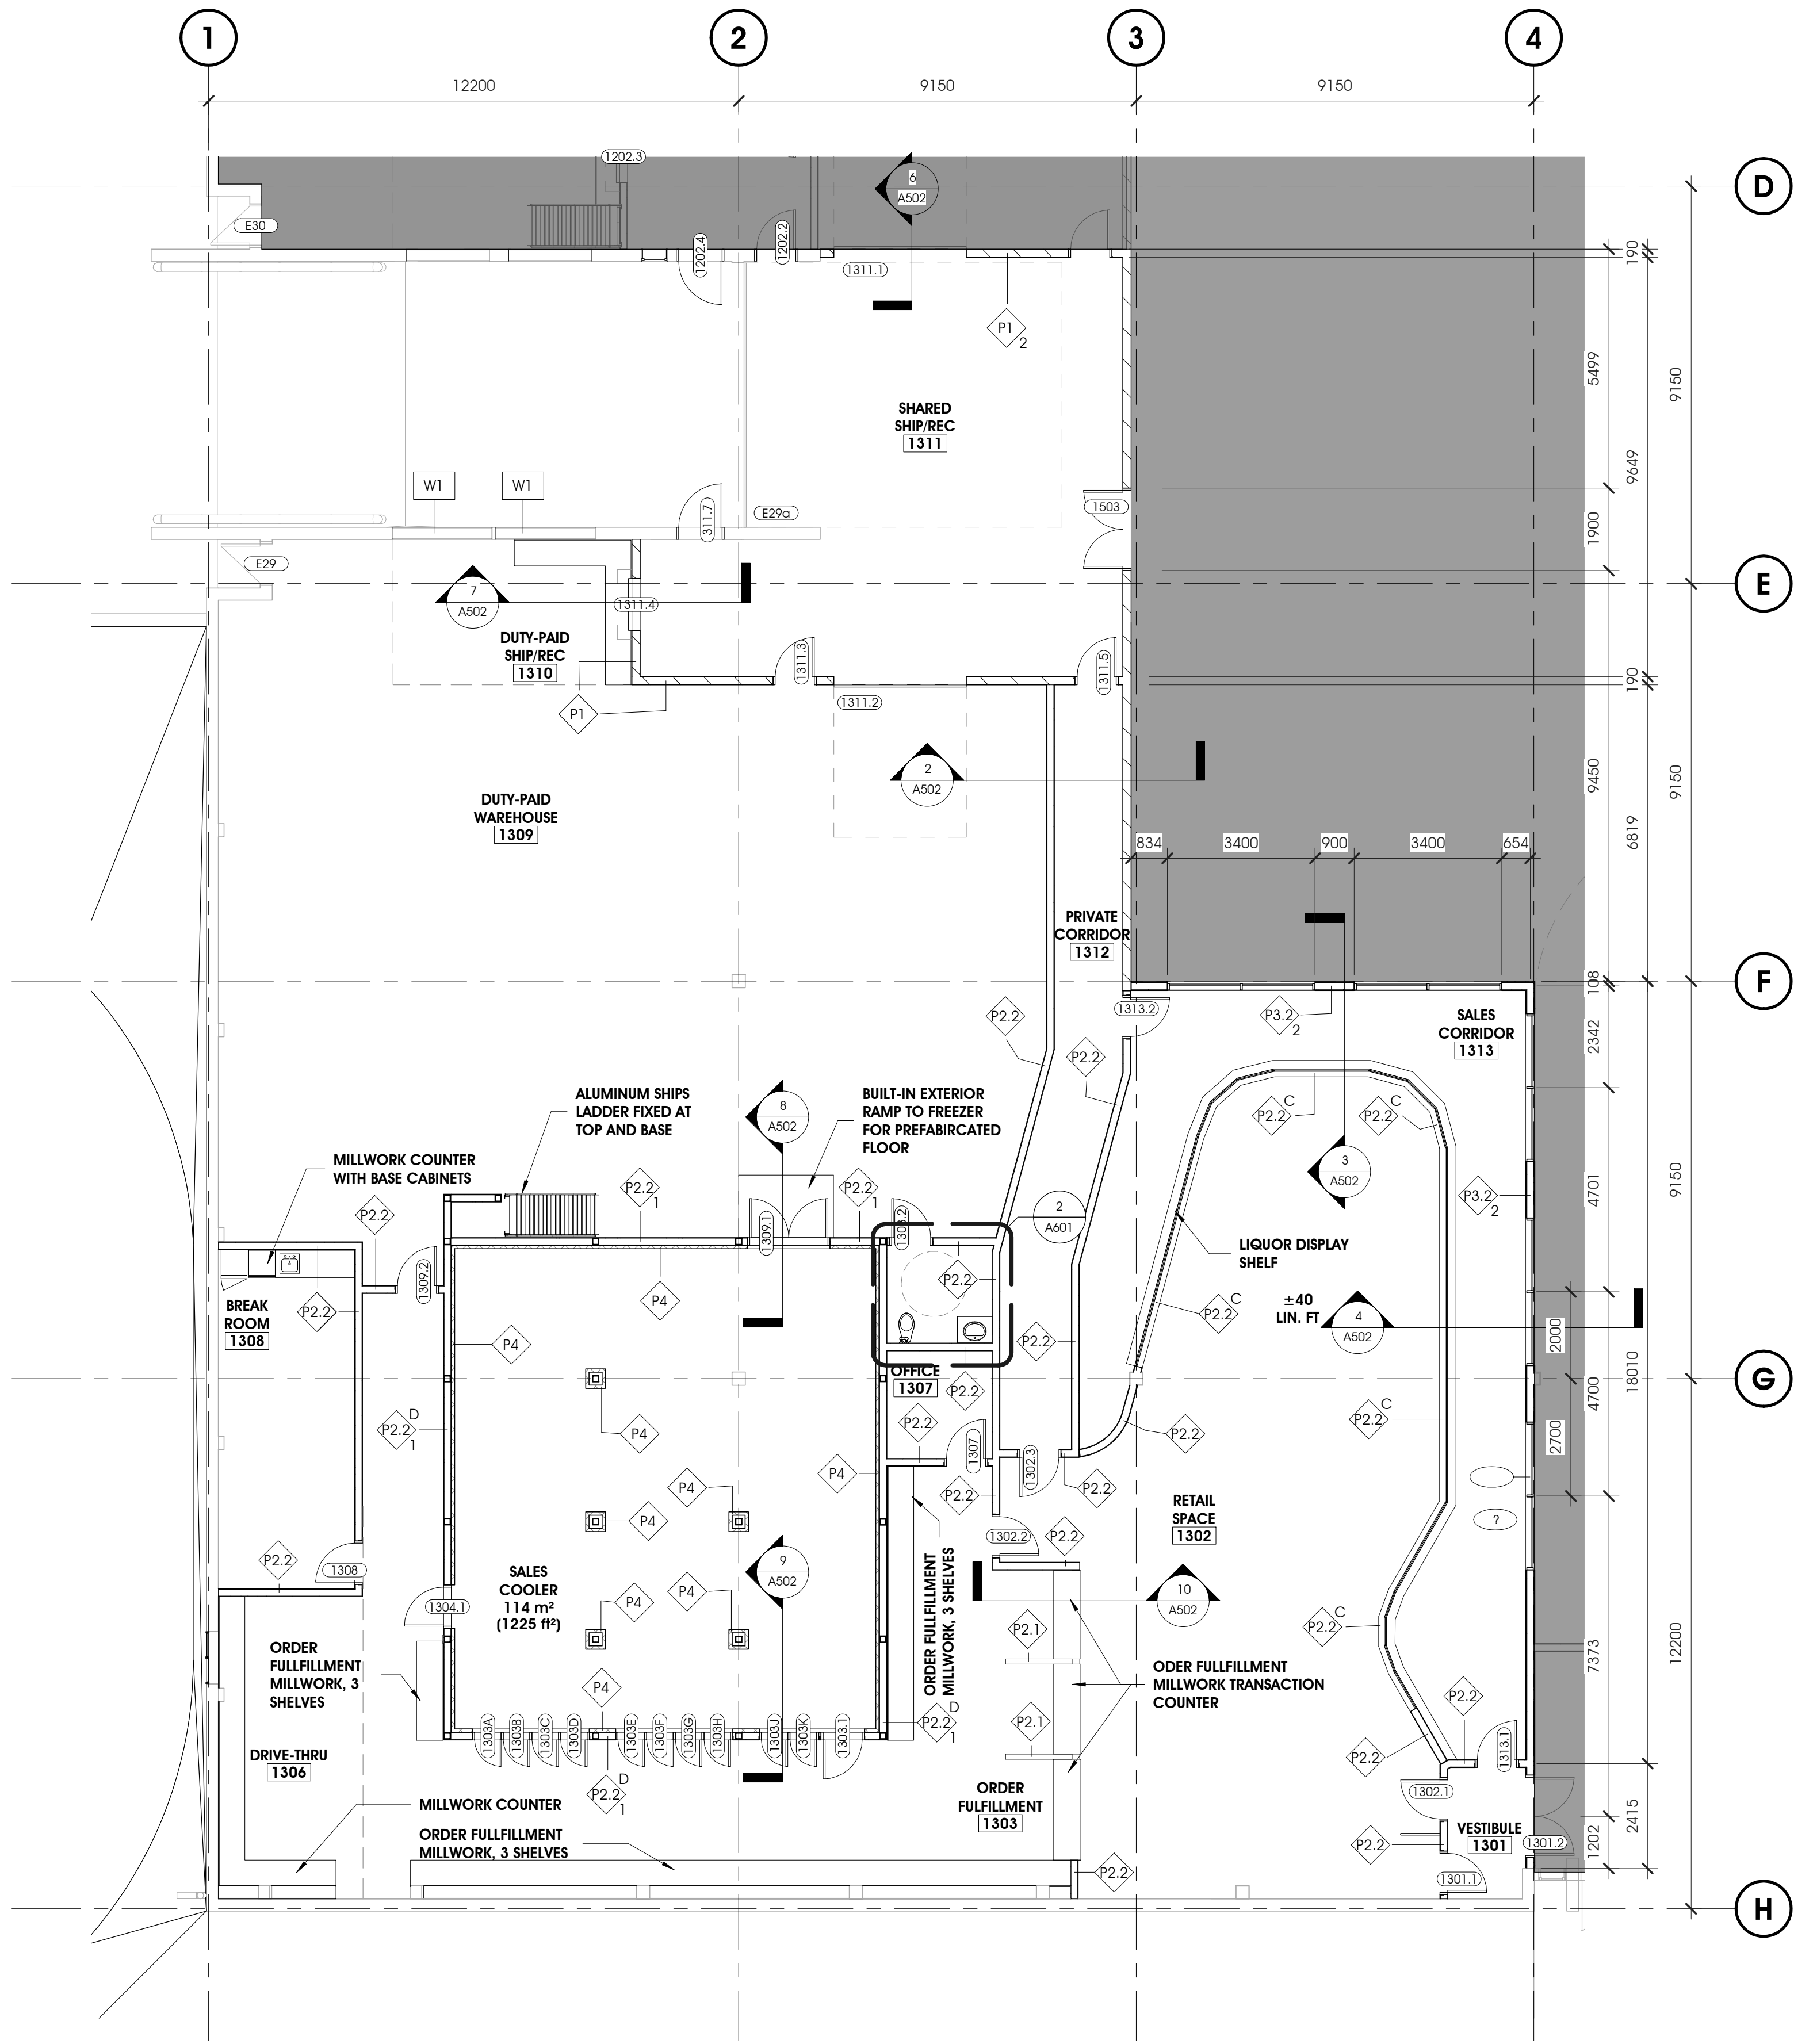 1
2
3
4
12200
9150
9150
1202.3
6
A502
D
E30
1202.4
1202.2
1311.1
190
P1
2
5499
9150
SHARED
SHIP/REC
1311
9649
W1
W1
311.7
E29a
1503
1900
E29
E
7
A502
1311.4
DUTY-PAID
SHIP/REC
1310
1311.3
1311.5
190
P1
1311.2
2
A502
9450
9150
6819
DUTY-PAID
WAREHOUSE
1309
834
3400
900
3400
654
PRIVATE
CORRIDOR
1312
108
F
1313.2
P2.2
P3.2
2
SALES
CORRIDOR
1313
2342
P2.2
ALUMINUM SHIPS
LADDER FIXED AT
TOP AND BASE
8
A502
BUILT-IN EXTERIOR
RAMP TO FREEZER
FOR PREFABIRCATED
FLOOR
P2.2
C
P2.2
C
MILLWORK COUNTER
WITH BASE CABINETS
3
A502
9150
4701
P2.2
1
P2.2
1
P3.2
2
P2.2
2
A601
1309.1
1308.2
LIQUOR DISPLAY
SHELF
1309.2
P2.2
BREAK
ROOM
1308
P2.2
P4
P2.2
C
±40
LIN. FT
4
A502
P4
P2.2
2000
18010
OFFICE
1307
P2.2
G
4700
P2.2
D
1
P4
P2.2
1307
P2.2
P2.2
C
2700
1302.3
P4
P4
P2.2
P2.2
P4
RETAIL
SPACE
1302
?
1302.2
P2.2
P2.2
1308
9
A502
SALES
COOLER
114 m²
(1225 ft²)
P4
P4
10
A502
1304.1
ORDER FULLFILLMENT
MILLWORK, 3 SHELVES
P2.1
P2.2
C
ORDER
FULLFILLMENT
MILLWORK, 3
SHELVES
12200
7373
ODER FULLFILLMENT
MILLWORK TRANSACTION
COUNTER
P4
P2.2
P2.2
D
1
P2.1
1303A
1303B
1303C
1303D
1303E
1303F
1303G
1303H
1303J
1303K
1303.1
1313.1
DRIVE-THRU
1306
P2.2
P2.2
D
1
ORDER
FULFILLMENT
1303
1302.1
MILLWORK COUNTER
2415
ORDER FULLFILLMENT
MILLWORK, 3 SHELVES
P2.2
VESTIBULE
1301
1301.2
1202
P2.2
1301.1
H